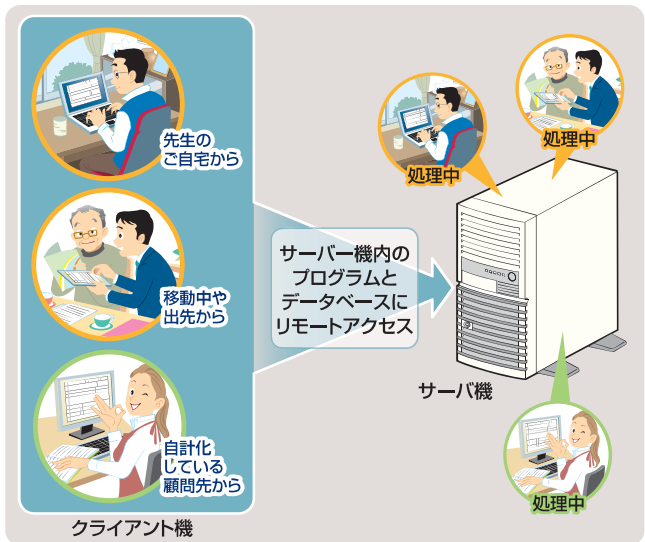 先生の
ご自宅から
移動中や
出先から
自計化
している
顧問先から
クライアント機
サーバー機内の
プログラムと
データベースに
リモートアクセス
処理中
処理中
サーバ機
処理中